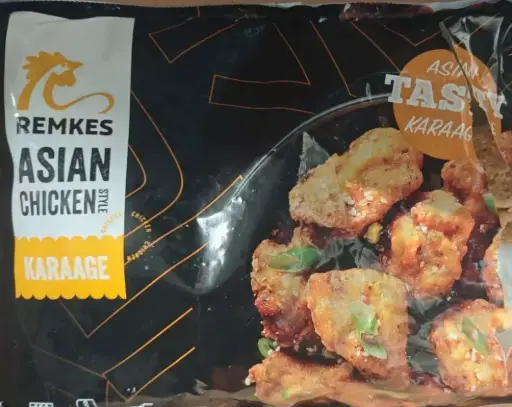 REMKES
ASIAN
CHICKEN
STYLE
KARAAGE
ASIAN
TASTY
KARAAGE